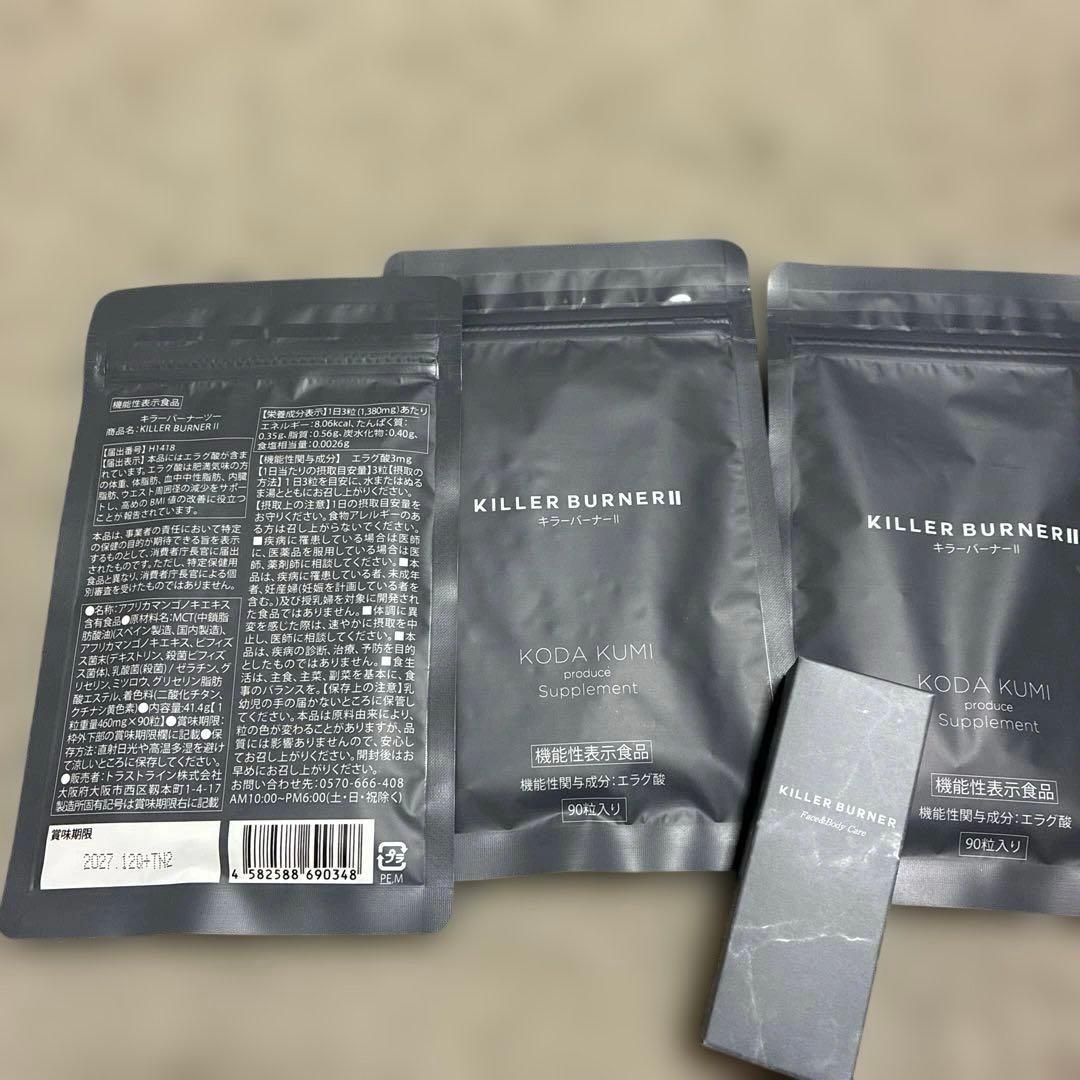 機能性表示食品
キラーバーナーツー
商品名:KILLER BURNER II
【届出番号】H1418
【届出表示】本品にはエラグ酸が含ま
れています。エラグ酸は肥満気味の方
の体重、体脂肪、血中中性脂肪、内臓
脂肪、ウエスト周囲径の減少をサポー
トし、高めのBMI値の改善に役立つ
ことが報告されています。
本品は、事業者の責任において特定
の保健の目的が期待できる旨を表示
するものとして、消費者庁長官に届出
されたものです。ただし、特定保健用
食品と異なり、消費者庁長官による個
別審査を受けたものではありません。
●名称:アフリカマンゴノキエキス
含有食品●原材料名:MCT(中鎖脂
肪酸油)(スペイン製造、国内製造)、
アフリカマンゴノキエキス、ビフィズ
ス菌末(デキストリン、殺菌ビフィズ
ス菌体)、乳酸菌(殺菌)/ゼラチン、グ
リセリン、ミツロウ、グリセリン脂肪
酸エステル、着色料(二酸化チタン、
クチナシ黄色素)●内容量:41.4g【1
粒重量460mg×90粒】●賞味期限:
枠外下部の賞味期限欄に記載●保
存方法:直射日光や高温多湿を避け
て涼しいところに保存してください。
●販売者:トラストライン株式会社
大阪府大阪市西区靱本町1-4-17
製造所固有記号は賞味期限右に記載
賞味期限
2027.12Q+TN2
【栄養成分表示】1日3粒(1,380mg)あたり
エネルギー:8.06kcal、たんぱく質:
0.35g、脂質:0.56g、炭水化物:0.40g、
食塩相当量:0.0026g
【機能性関与成分】 エラグ酸3mg
【1日当たりの摂取目安量】3粒【摂取の
方法】1日3粒を目安に、水またはぬる
ま湯とともにお召し上がりください。
【摂取上の注意】1日の摂取目安量を
お守りください。食物アレルギーのあ
る方は召し上がらないでください。
■疾病に罹患している場合は医師
に、医薬品を服用している場合は医
師、薬剤師に相談してください。■本
品は、疾病に罹患している者、未成年
者、妊産婦(妊娠を計画している者を
含む。)及び授乳婦を対象に開発され
た食品ではありません。■体調に異
変を感じた際は、速やかに摂取を中
止し、医師に相談してください。■本
品は、疾病の診断、治療、予防を目的
としたものではありません。■食生
活は、主食、主菜、副菜を基本に、食
事のバランスを。【保存上の注意】乳
幼児の手の届かないところに保管し
てください。本品は原料由来により、
粒の色が変わることがありますが、品
質には影響ありませんので、安心し
てお召し上がりください。開封後はお
早めにお召し上がりください。
お問い合わせ先:0570-666-408
AM10:00~PM6:00(土・日・祝除く)
4 582588 690348
プラ
PE,M
KILLER BURNER II
キラーバーナーII
KODA KUMI
produce
Supplement
機能性表示食品
機能性関与成分:エラグ酸
90粒入り
KILLER BURNER II
キラーバーナーII
KODA KUMI
produce
Supplement
機能性表示食品
機能性関与成分:エラグ酸
90粒入り
KILLER BURNER
Face&Body Care